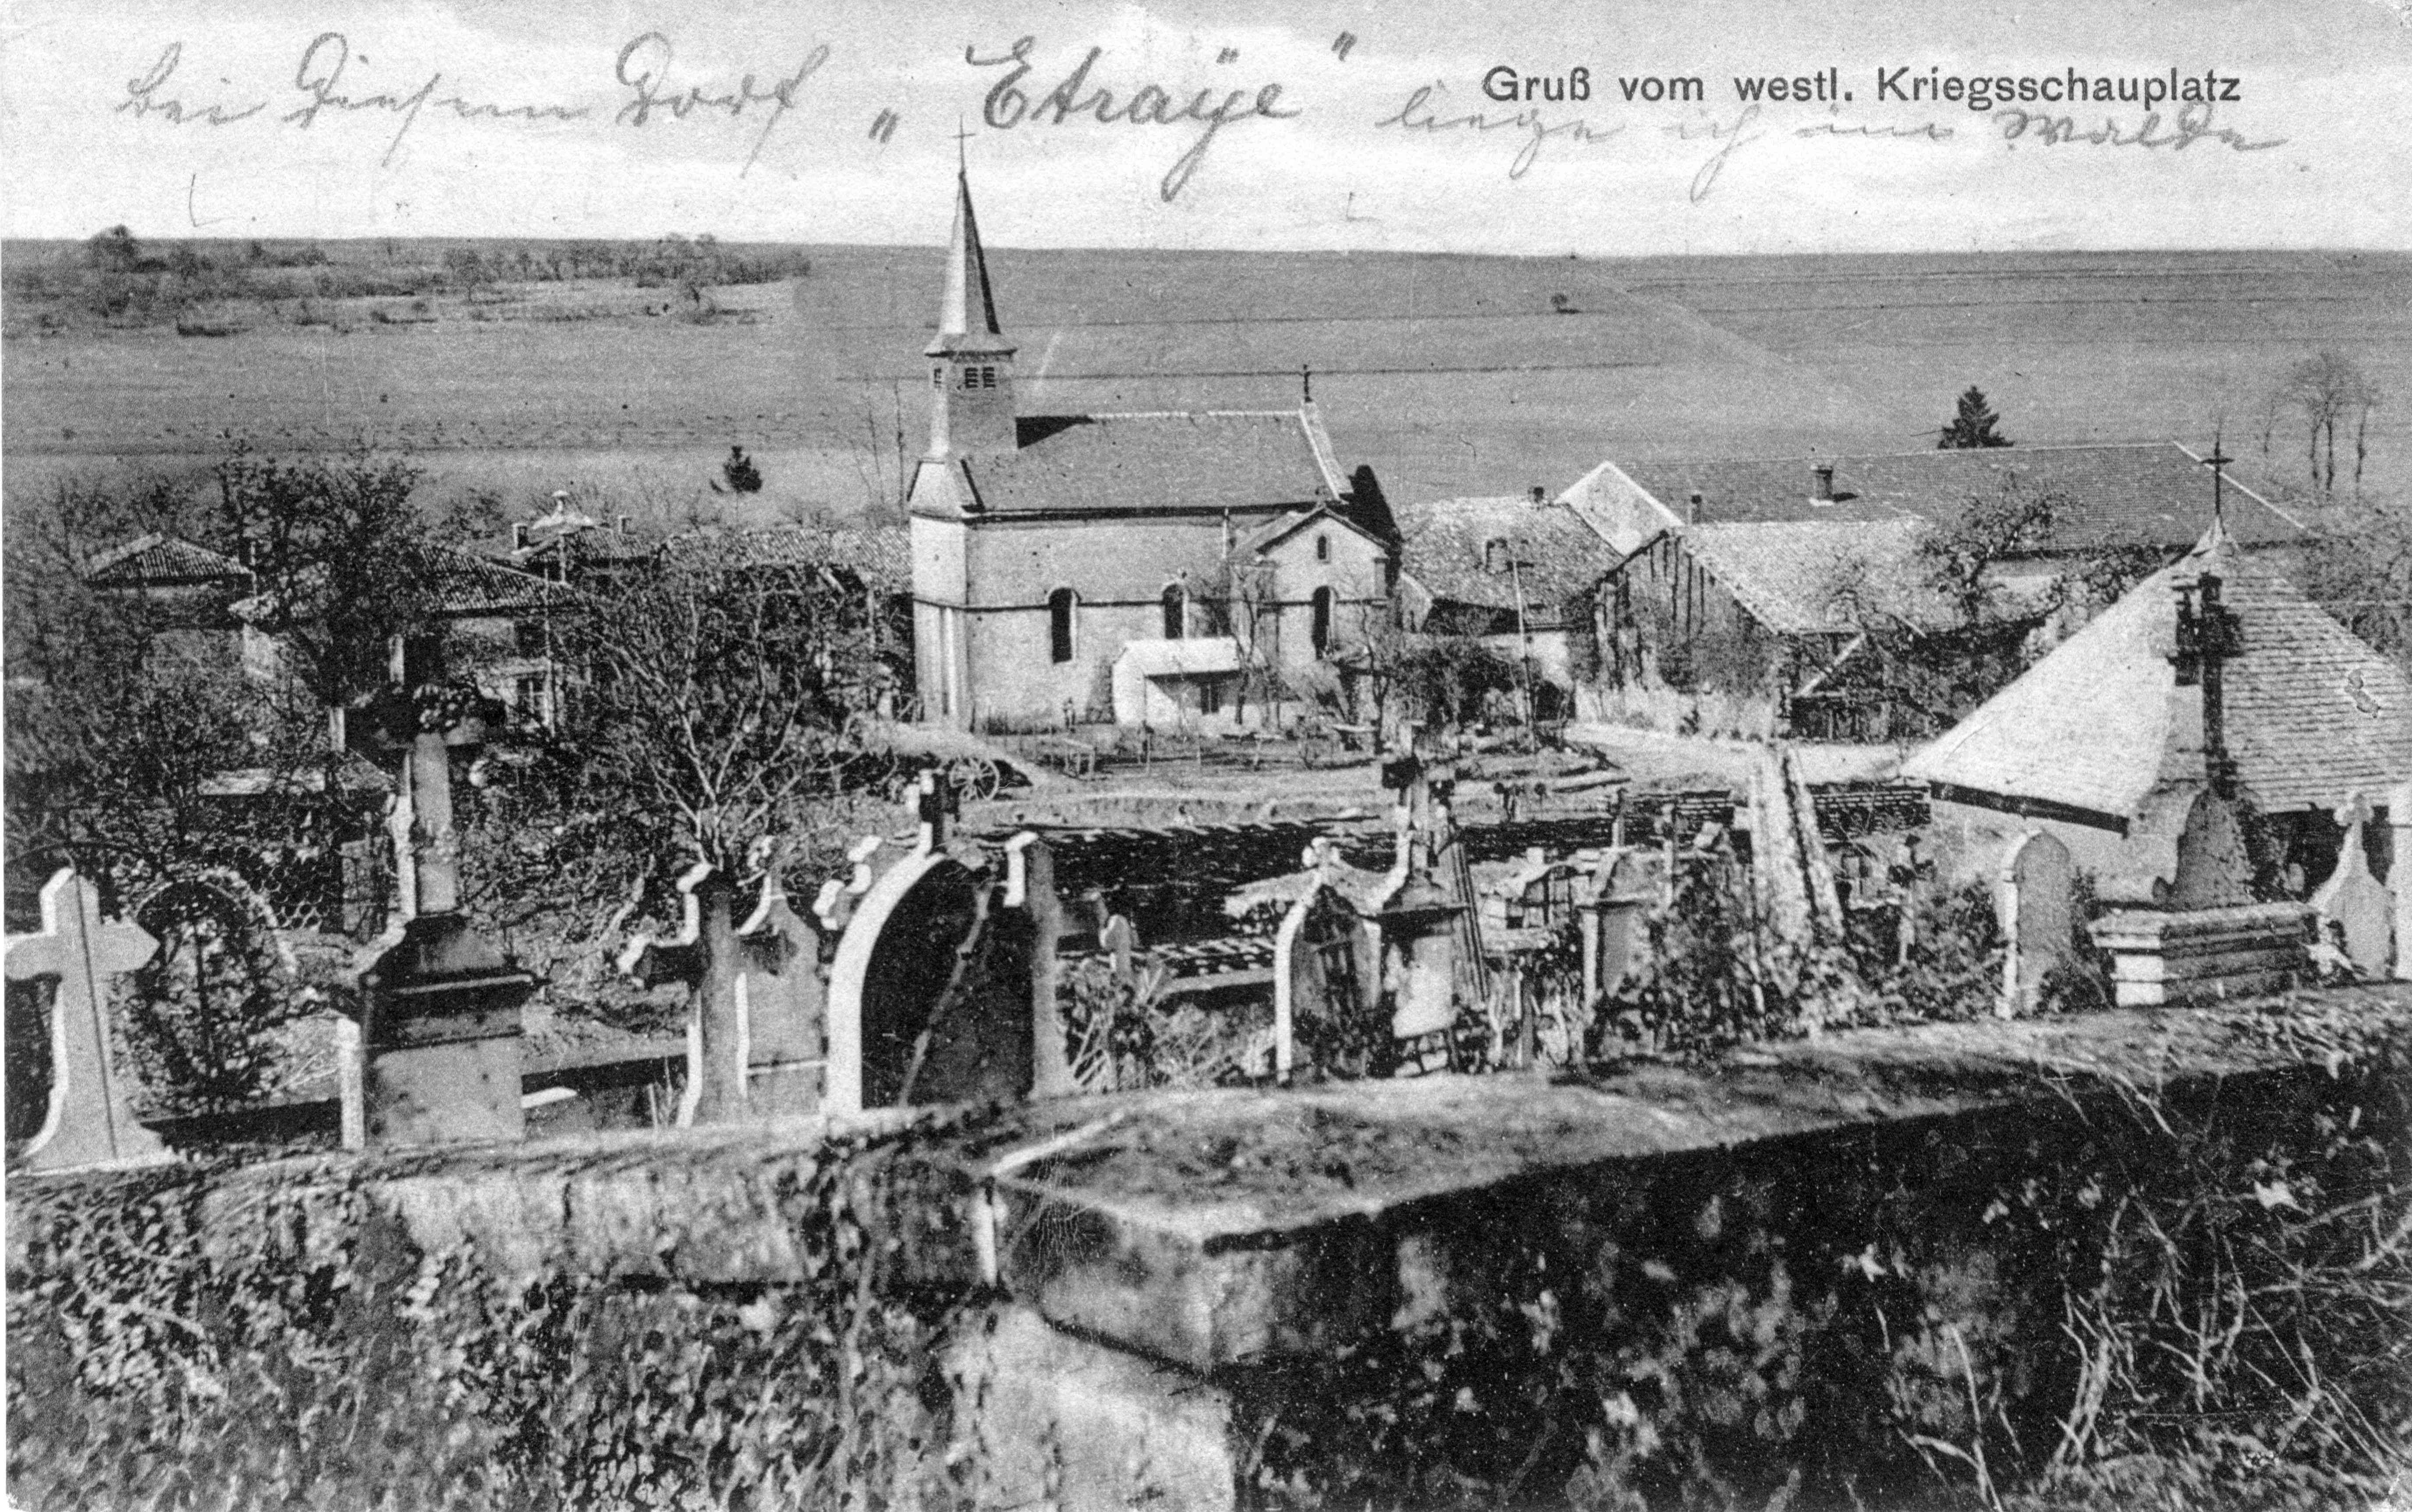 Gruß vom westl. Kriegsschauplatz
bei Diesem Dorf „Etraÿe" liege ich im Walde.